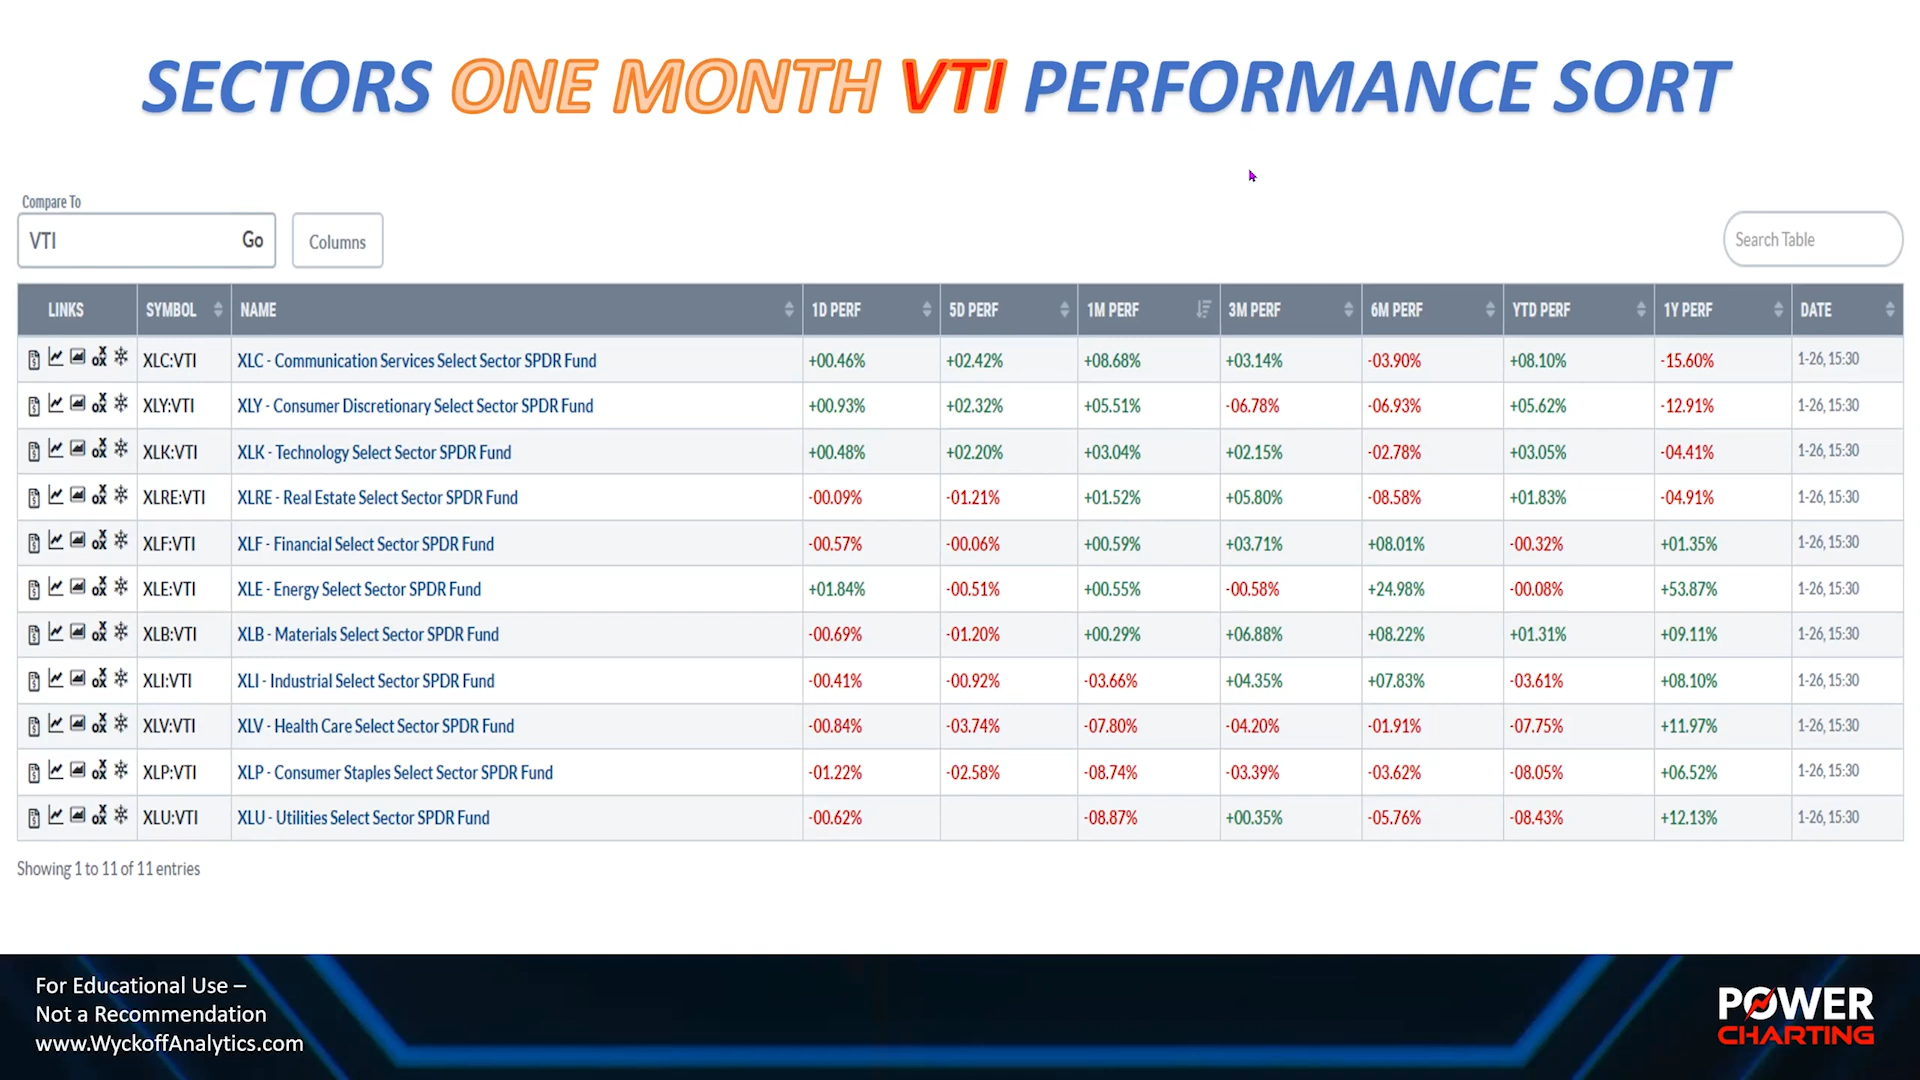 SECTORS ONE MONTH VTI PERFORMANCE SORT
Compare To
VTI Go Columns Search Table
LINKS SYMBOL NAME 1D PERF 5D PERF 1M PERF 3M PERF 6M PERF YTD PERF 1Y PERF DATE
XLC:VTI XLC - Communication Services Select Sector SPDR Fund +00.46% +02.42% +08.68% +03.14% -03.90% +08.10% -15.60% 1-26, 15:30
XLY:VTI XLY - Consumer Discretionary Select Sector SPDR Fund +00.93% +02.32% +05.51% -06.78% -06.93% +05.62% -12.91% 1-26, 15:30
XLK:VTI XLK - Technology Select Sector SPDR Fund +00.48% +02.20% +03.04% +02.15% -02.78% +03.05% -04.41% 1-26, 15:30
XLRE:VTI XLRE - Real Estate Select Sector SPDR Fund -00.09% -01.21% +01.52% +05.80% -08.58% +01.83% -04.91% 1-26, 15:30
XLF:VTI XLF - Financial Select Sector SPDR Fund -00.57% -00.06% +00.59% +03.71% +08.01% -00.32% +01.35% 1-26, 15:30
XLE:VTI XLE - Energy Select Sector SPDR Fund +01.84% -00.51% +00.55% -00.58% +24.98% -00.08% +53.87% 1-26, 15:30
XLB:VTI XLB - Materials Select Sector SPDR Fund -00.69% -01.20% +00.29% +06.88% +08.22% +01.31% +09.11% 1-26, 15:30
XLI:VTI XLI - Industrial Select Sector SPDR Fund -00.41% -00.92% -03.66% +04.35% +07.83% -03.61% +08.10% 1-26, 15:30
XLV:VTI XLV - Health Care Select Sector SPDR Fund -00.84% -03.74% -07.80% -04.20% -01.91% -07.75% +11.97% 1-26, 15:30
XLP:VTI XLP - Consumer Staples Select Sector SPDR Fund -01.22% -02.58% -08.74% -03.39% -03.62% -08.05% +06.52% 1-26, 15:30
XLU:VTI XLU - Utilities Select Sector SPDR Fund -00.62% -08.87% +00.35% -05.76% -08.43% +12.13% 1-26, 15:30
Showing 1 to 11 of 11 entries
For Educational Use –
Not a Recommendation
www.WyckoffAnalytics.com
POWER
CHARTING